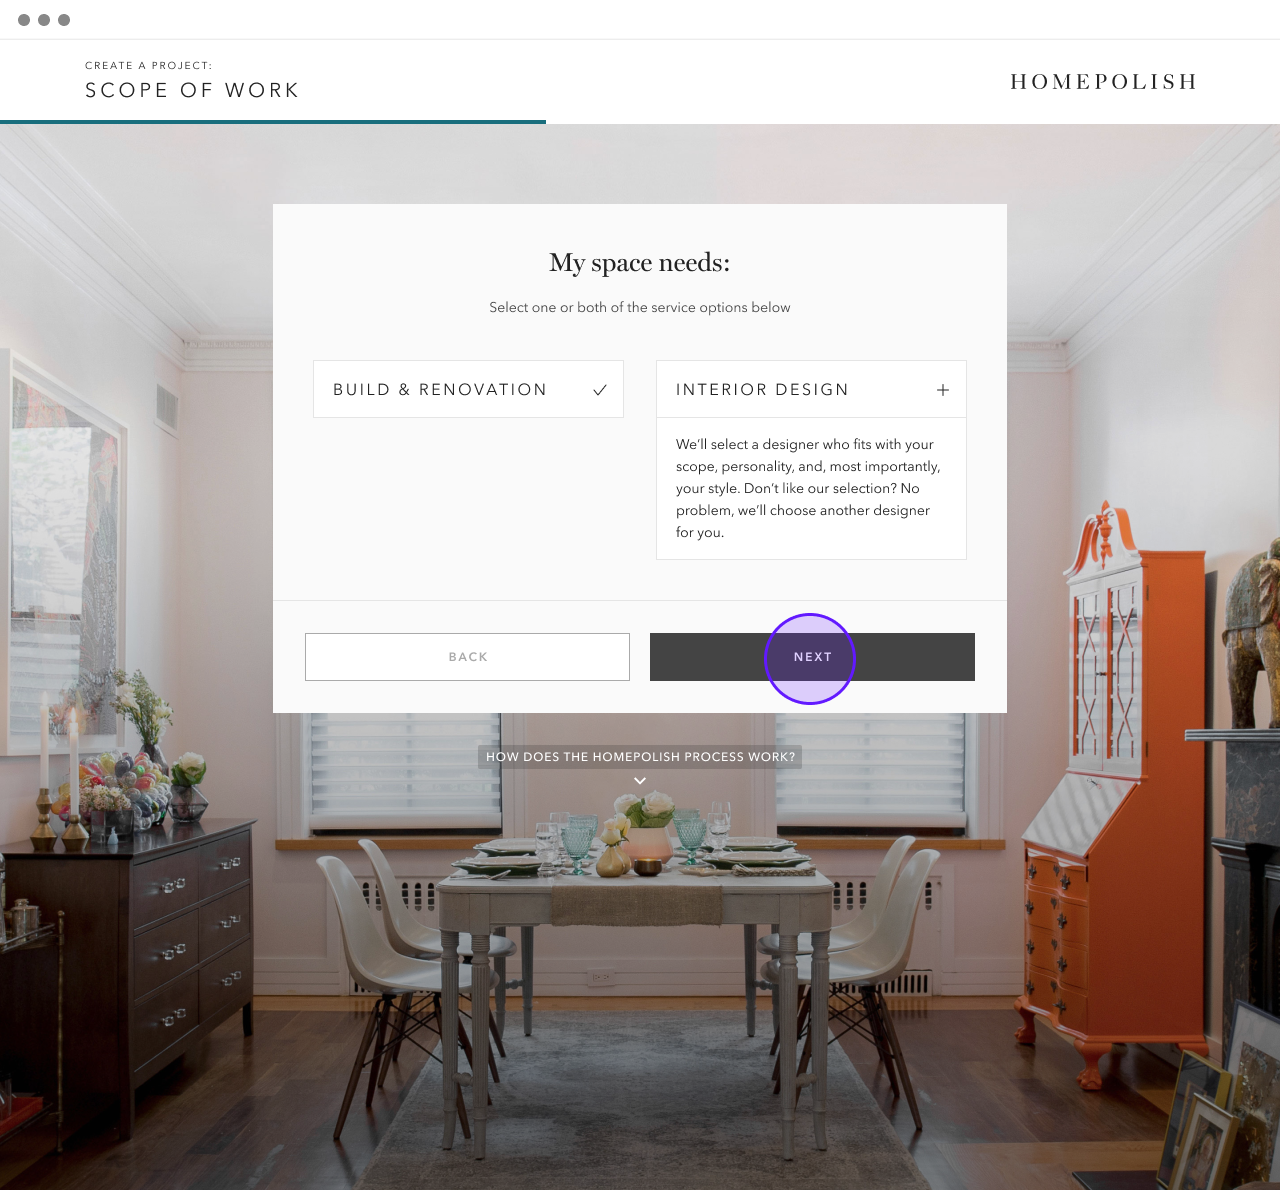 CREATE A PROJECT:
SCOPE OF WORK
HOMEPOLISH
My space needs:
Select one or both of the service options below
BUILD & RENOVATION
INTERIOR DESIGN
We’ll select a designer who fits with your
scope, personality, and, most importantly,
your style. Don’t like our selection? No
problem, we’ll choose another designer
for you.
BACK
NEXT
HOW DOES THE HOMEPOLISH PROCESS WORK?